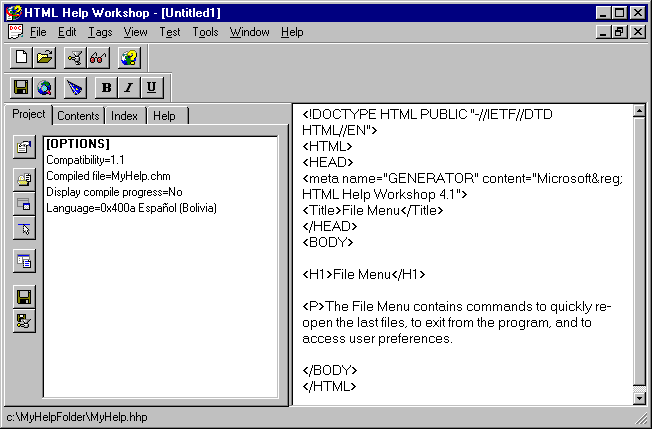 HTML Help Workshop - [Untitled1]
File Edit Tags View Test Tools Window Help
B I U
Project Contents Index Help
[OPTIONS]
Compatibility=1.1
Compiled file=MyHelp.chm
Display compile progress=No
Language=0x400a Español (Bolivia)
<!DOCTYPE HTML PUBLIC "-//IETF//DTD
HTML//EN">
<HTML>
<HEAD>
<meta name="GENERATOR" content="Microsoft&reg;
HTML Help Workshop 4.1">
<Title>File Menu</Title>
</HEAD>
<BODY>
<H1>File Menu</H1>
<P>The File Menu contains commands to quickly re-
open the last files, to exit from the program, and to
access user preferences.
</BODY>
</HTML>
c:\MyHelpFolder\MyHelp.hhp